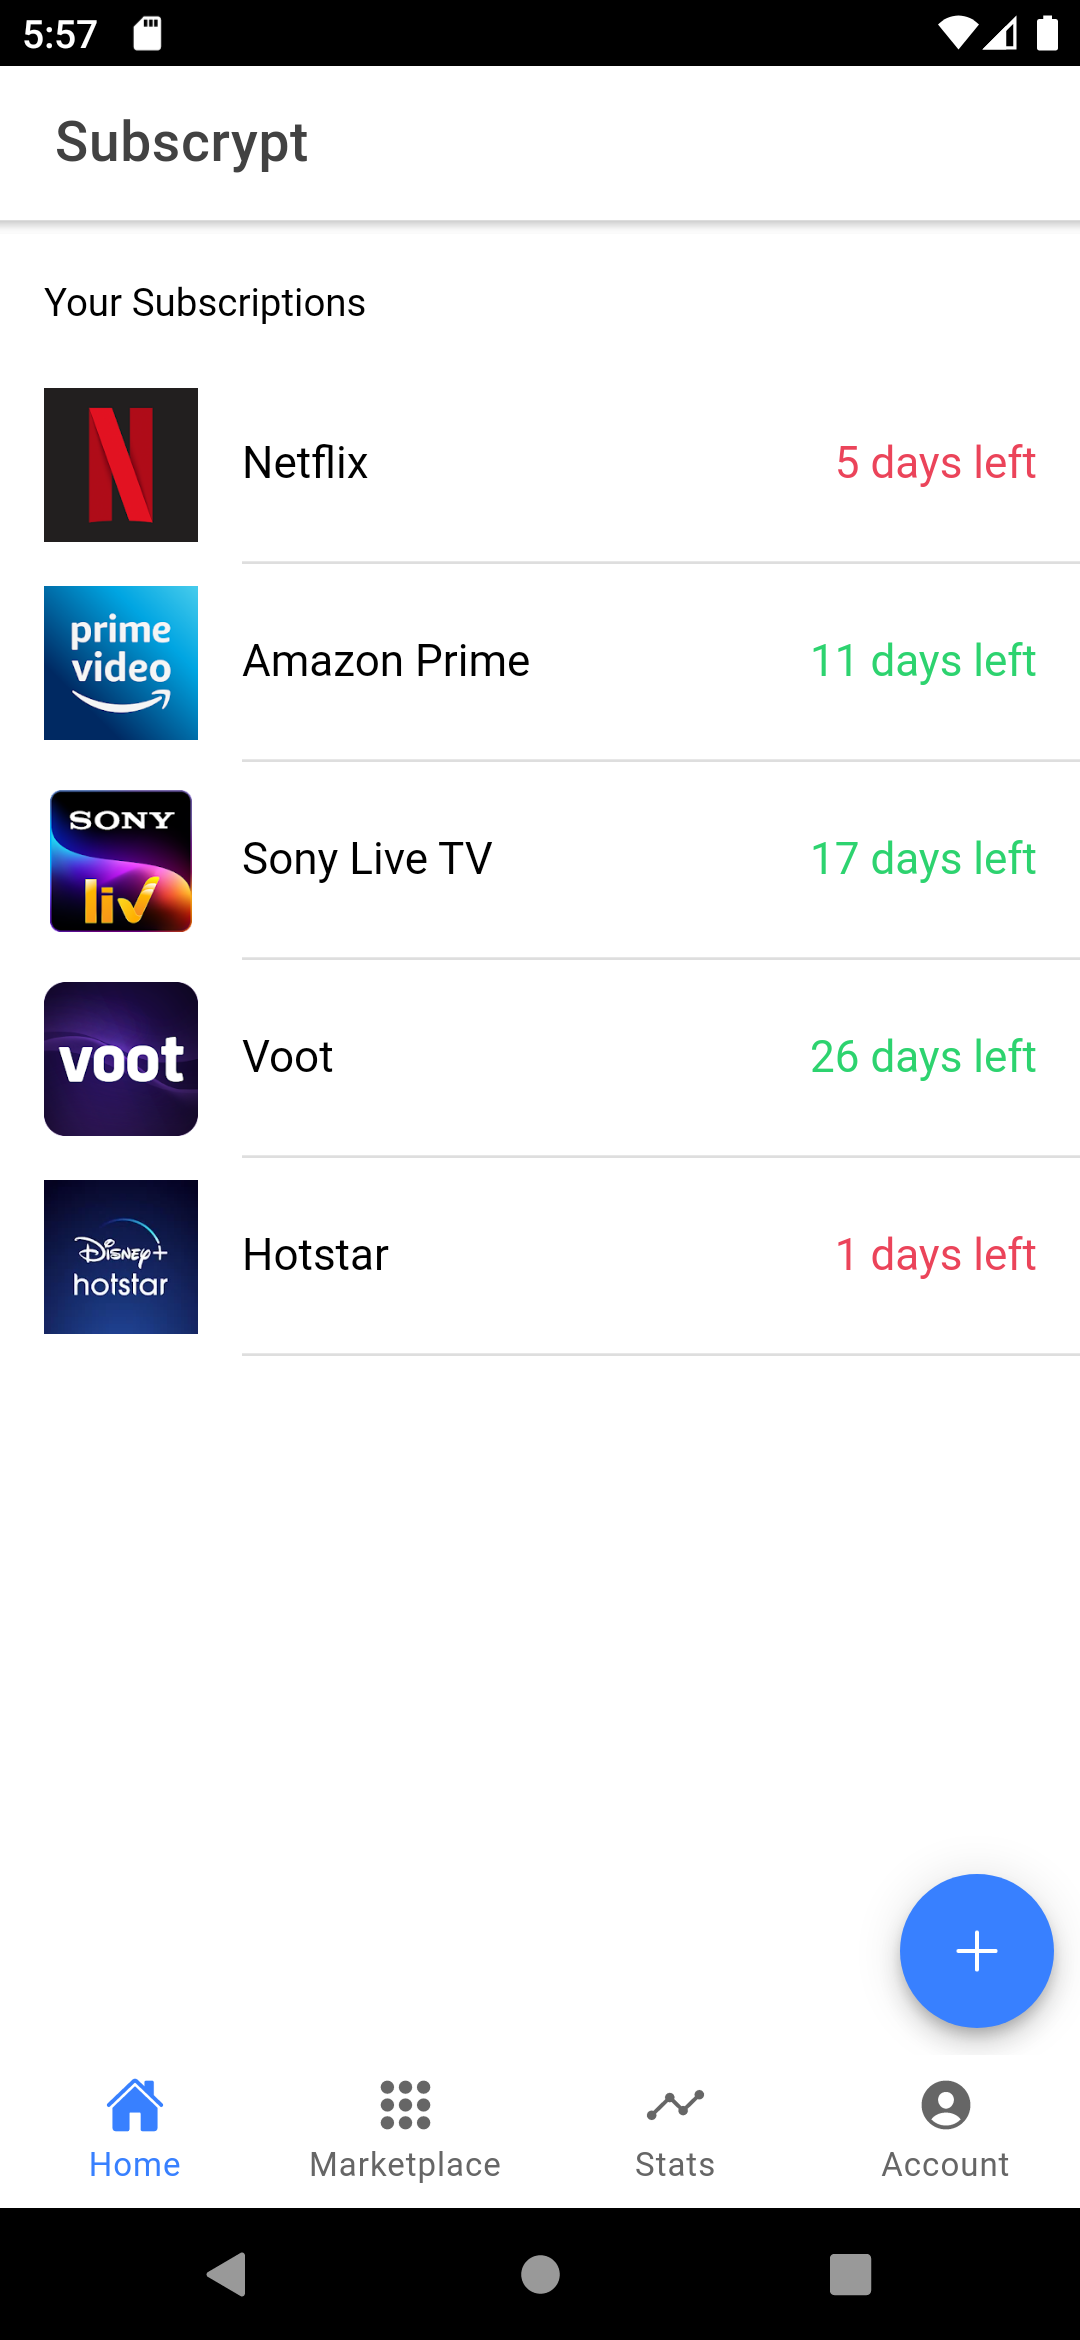 5:57
Subscrypt
Your Subscriptions
Netflix
5 days left
prime
video
Amazon Prime
11 days left
SONY
liv
Sony Live TV
17 days left
voot
Voot
26 days left
Disney+
hotstar
Hotstar
1 days left
Home
Marketplace
Stats
Account